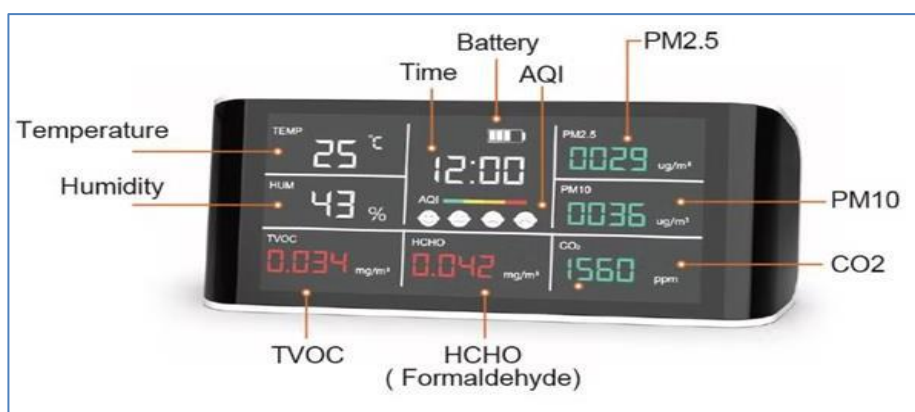 Battery
PM2.5
Time
AQI
Temperature
TEMP
25 °C
12:00
PM2.5
0029 ug/m³
Humidity
HUM
43 %
AQI
PM10
0036 ug/m³
PM10
TVOC
0.034 mg/m³
HCHO
0.042 mg/m³
CO₂
1560 ppm
CO2
TVOC
HCHO
( Formaldehyde)